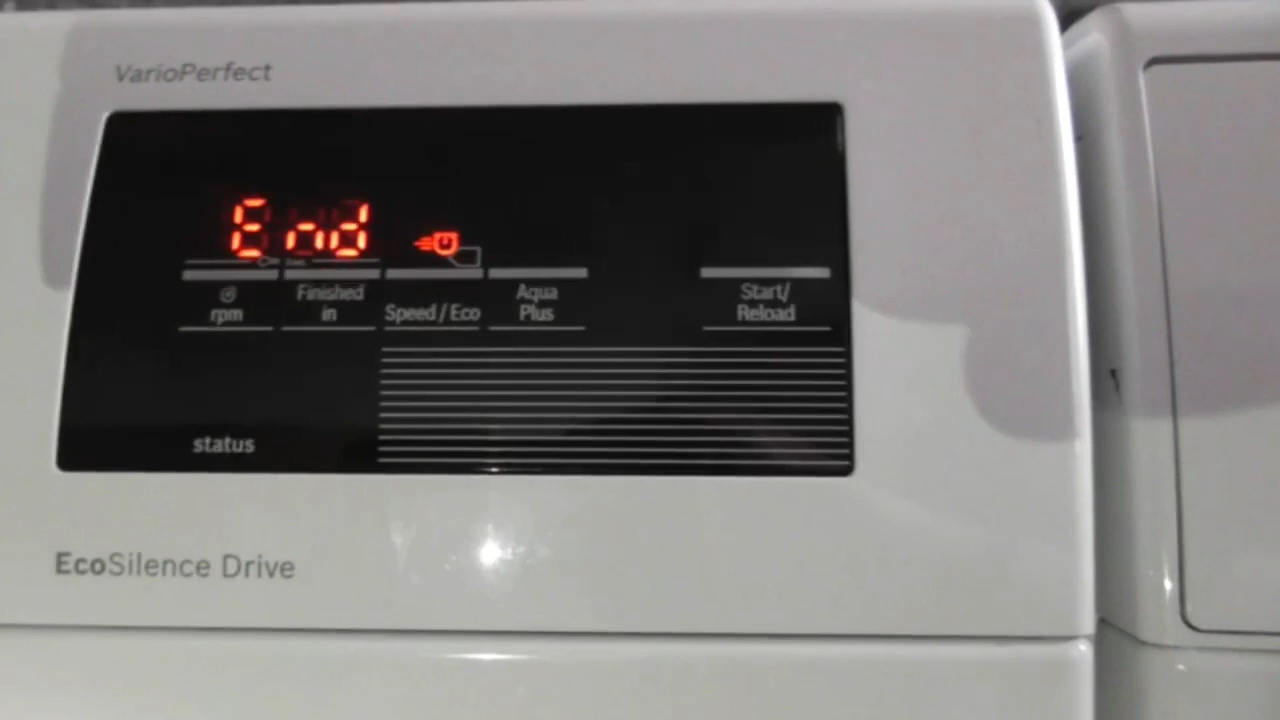 VarioPerfect
End
rpm
Finished
in
Speed / Eco
Aqua
Plus
Start/
Reload
status
EcoSilence Drive